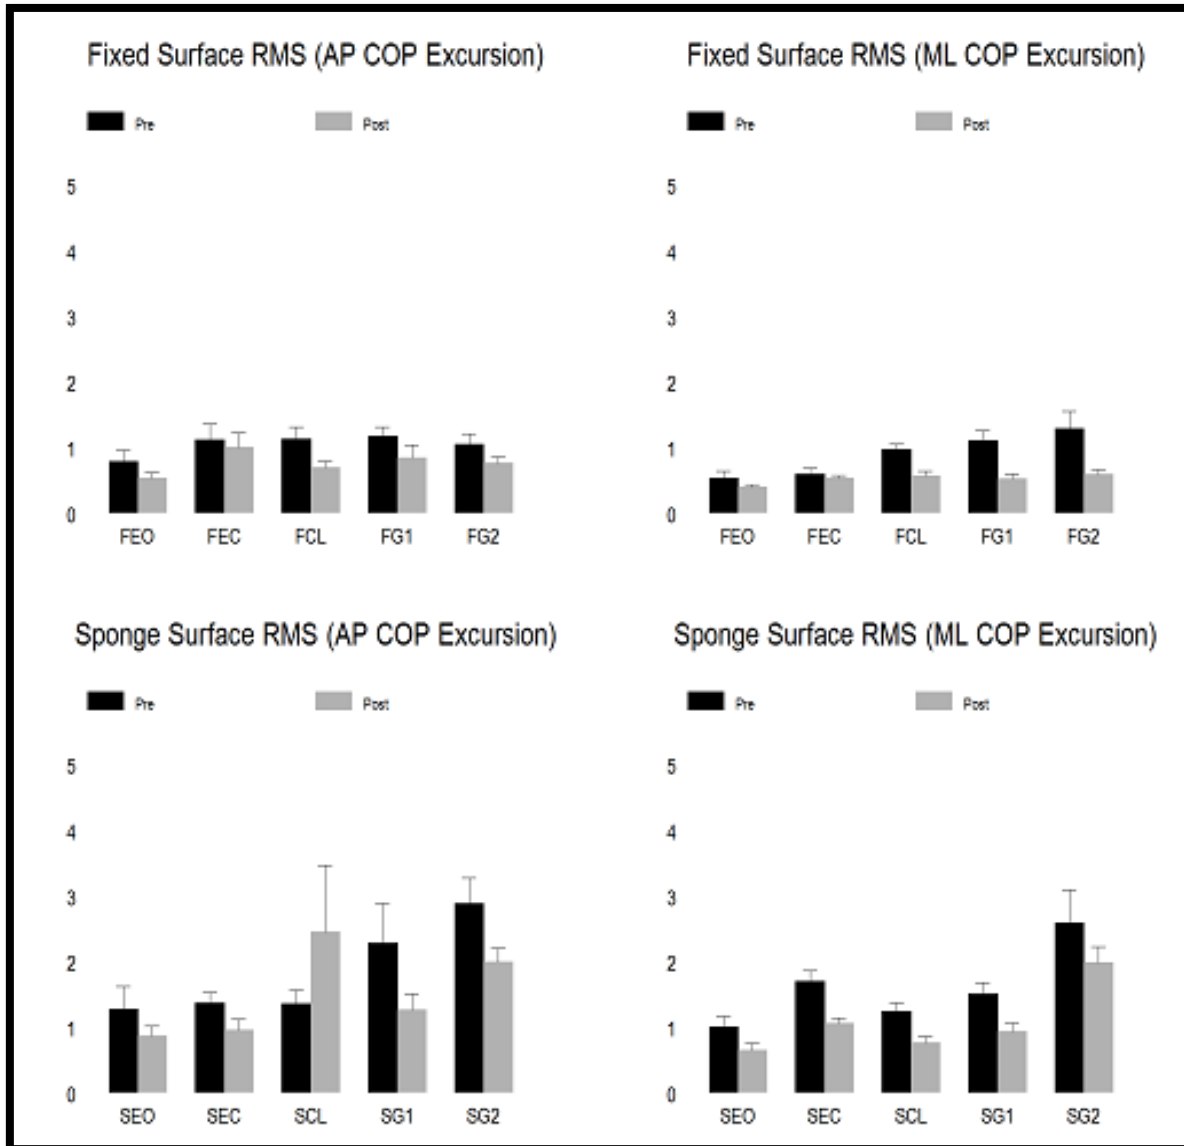 Fixed Surface RMS (AP COP Excursion)
Pre Post
5
4
3
2
1
0
FEO FEC FCL FG1 FG2
Fixed Surface RMS (ML COP Excursion)
Pre Post
5
4
3
2
1
0
FEO FEC FCL FG1 FG2
Sponge Surface RMS (AP COP Excursion)
Pre Post
5
4
3
2
1
0
SEO SEC SCL SG1 SG2
Sponge Surface RMS (ML COP Excursion)
Pre Post
5
4
3
2
1
0
SEO SEC SCL SG1 SG2